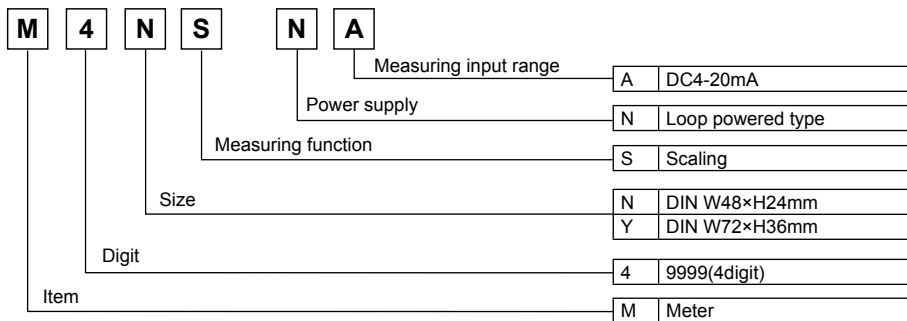 M 4 N S N A
Measuring input range
A DC4-20mA
Power supply
N Loop powered type
Measuring function
S Scaling
Size
N DIN W48×H24mm
Y DIN W72×H36mm
Digit
4 9999(4digit)
Item
M Meter